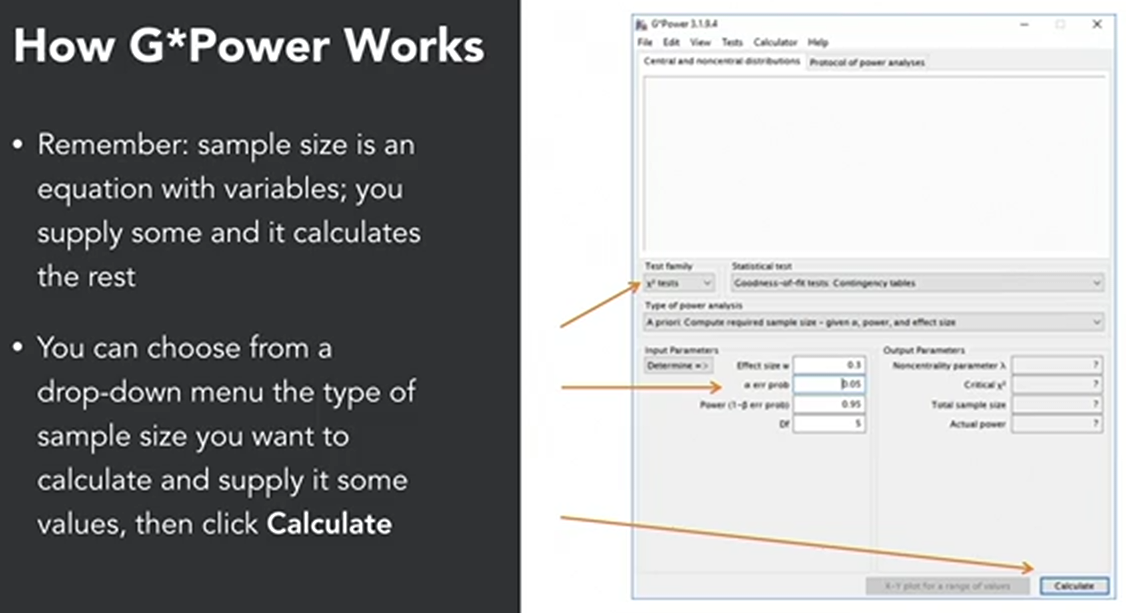 How G*Power Works
• Remember: sample size is an
equation with variables; you
supply some and it calculates
the rest
• You can choose from a
drop-down menu the type of
sample size you want to
calculate and supply it some
values, then click Calculate
G*Power 3.1.9.4
File Edit View Tests Calculator Help
Central and noncentral distributions Protocol of power analyses
Test family Statistical test
χ² tests Goodness-of-fit tests: Contingency tables
Type of power analysis
A priori: Compute required sample size - given α, power, and effect size
Input Parameters Output Parameters
Determine => Effect size w 0.3 Noncentrality parameter λ ?
α err prob 0.05 Critical χ² ?
Power (1-β err prob) 0.95 Total sample size ?
Df 5 Actual power ?
X-Y plot for a range of values Calculate